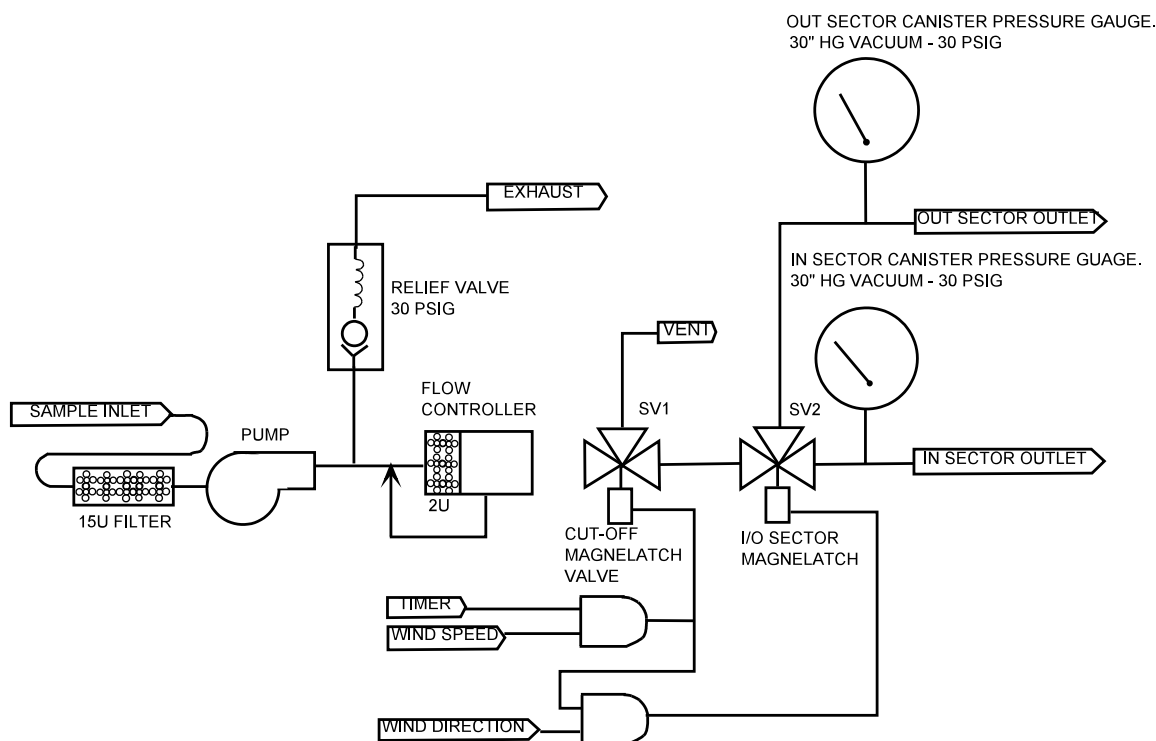 OUT SECTOR CANISTER PRESSURE GAUGE.
30" HG VACUUM - 30 PSIG
EXHAUST
OUT SECTOR OUTLET
IN SECTOR CANISTER PRESSURE GUAGE.
30" HG VACUUM - 30 PSIG
RELIEF VALVE
30 PSIG
VENT
FLOW
CONTROLLER
SV1
SV2
SAMPLE INLET
PUMP
IN SECTOR OUTLET
2U
15U FILTER
CUT-OFF
MAGNELATCH
VALVE
I/O SECTOR
MAGNELATCH
TIMER
WIND SPEED
WIND DIRECTION